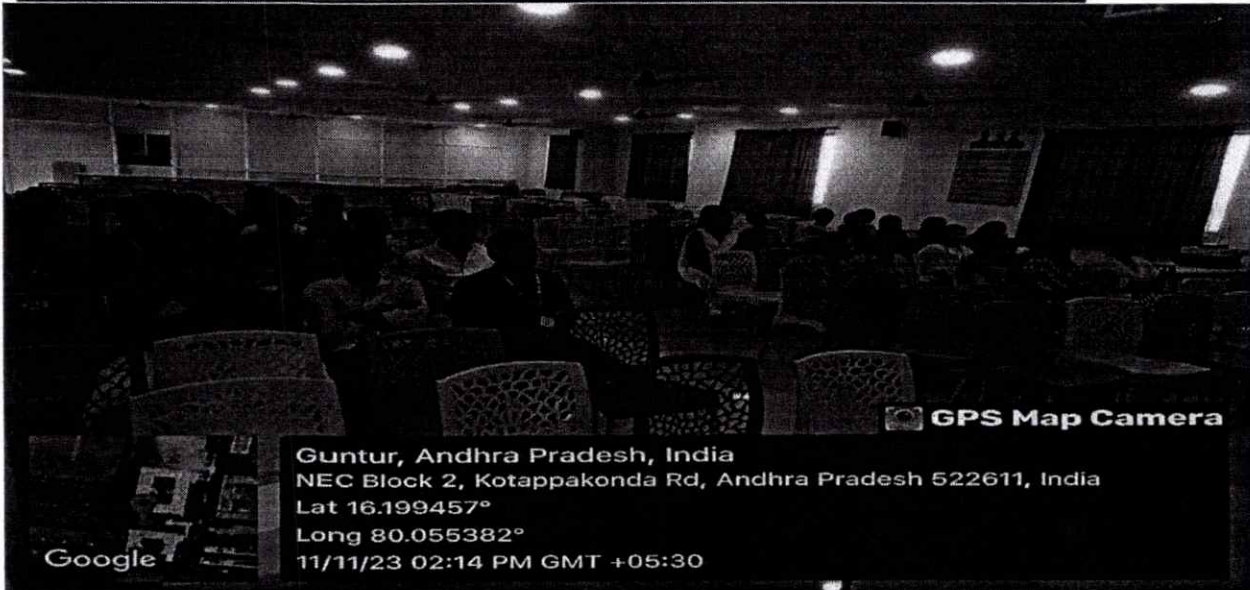 GPS Map Camera
Guntur, Andhra Pradesh, India
NEC Block 2, Kotappakonda Rd, Andhra Pradesh 522611, India
Lat 16.199457°
Long 80.055382°
11/11/23 02:14 PM GMT +05:30
Google